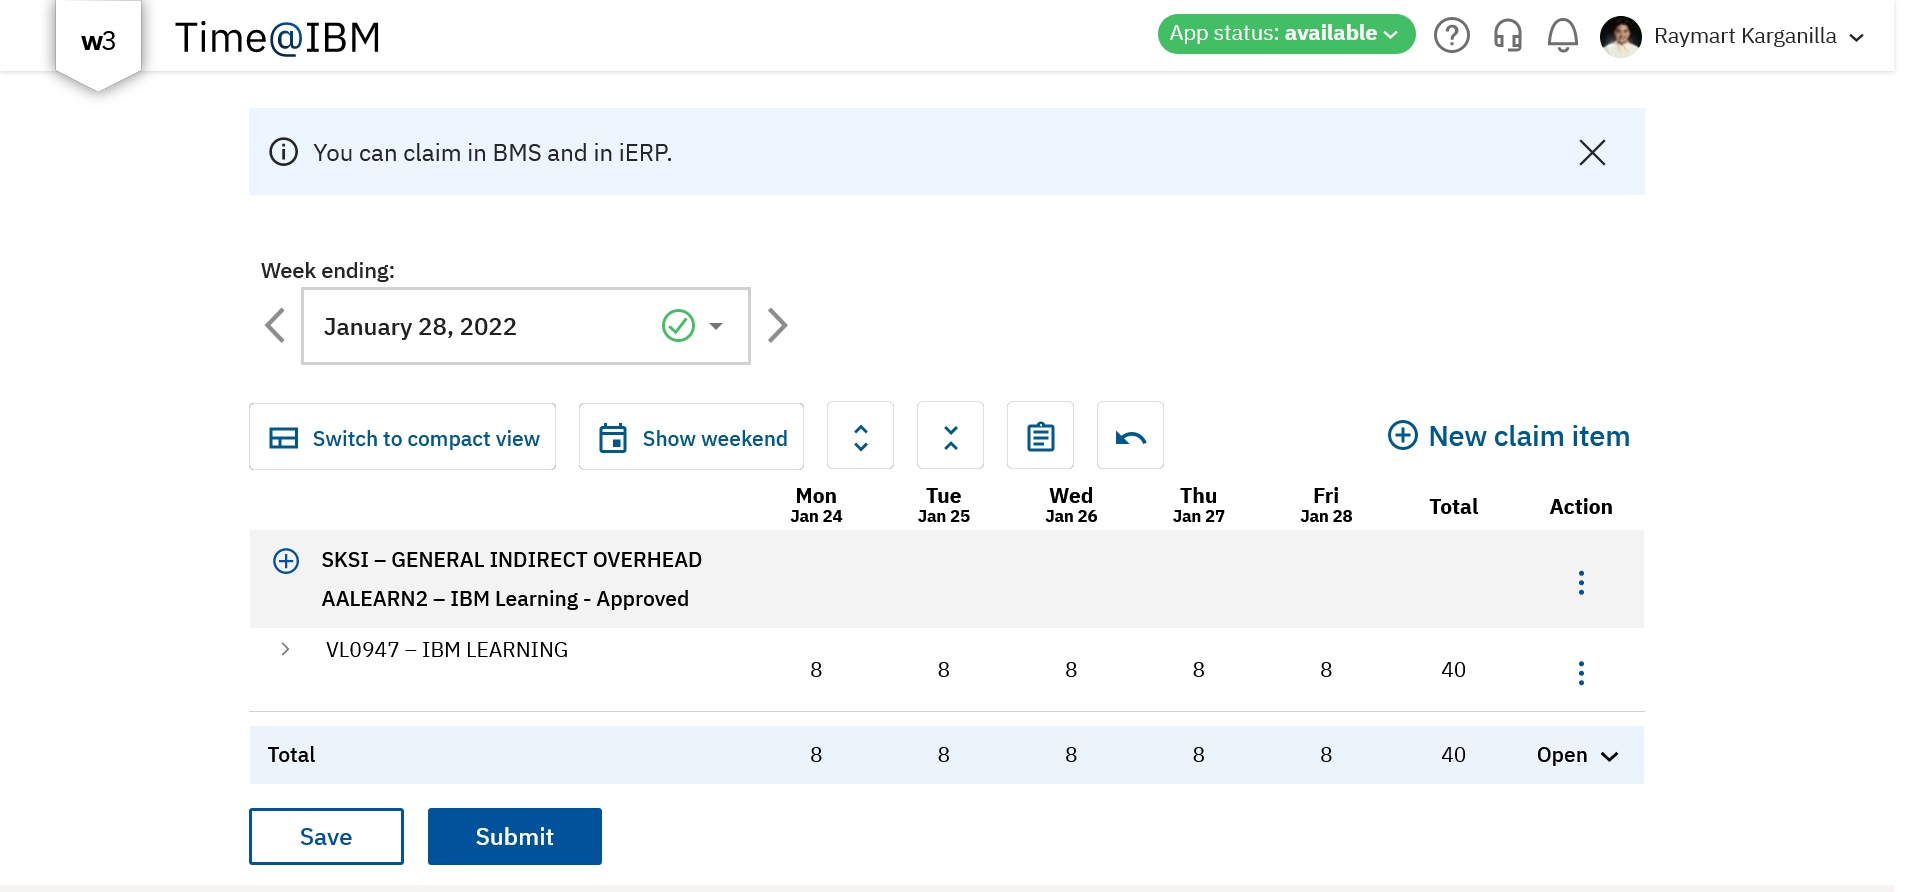 w3
Time@IBM
App status: available
Raymart Karganilla
You can claim in BMS and in iERP.
Week ending:
January 28, 2022
Switch to compact view
Show weekend
New claim item
Mon Tue Wed Thu Fri Total Action
Jan 24 Jan 25 Jan 26 Jan 27 Jan 28
SKSI – GENERAL INDIRECT OVERHEAD
AALEARN2 – IBM Learning - Approved
VL0947 – IBM LEARNING
8 8 8 8 8 40
Total 8 8 8 8 8 40 Open
Save Submit